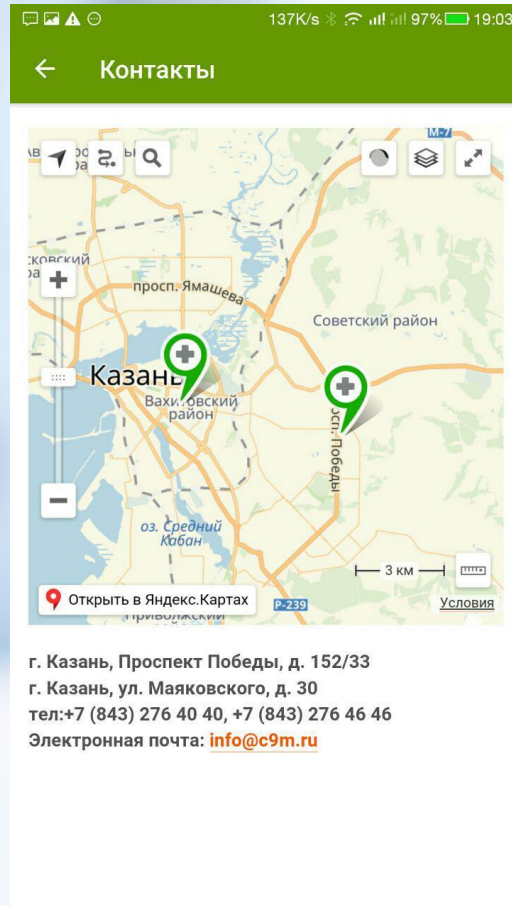 137K/s 97% 19:03
Контакты
М-7
просп. Ямашева
Советский район
Казань
Вахитовский
район
просп. Победы
оз. Средний
Кабан
3 км
Открыть в Яндекс.Картах
Р-239
Условия
г. Казань, Проспект Победы, д. 152/33
г. Казань, ул. Маяковского, д. 30
тел:+7 (843) 276 40 40, +7 (843) 276 46 46
Электронная почта: info@c9m.ru